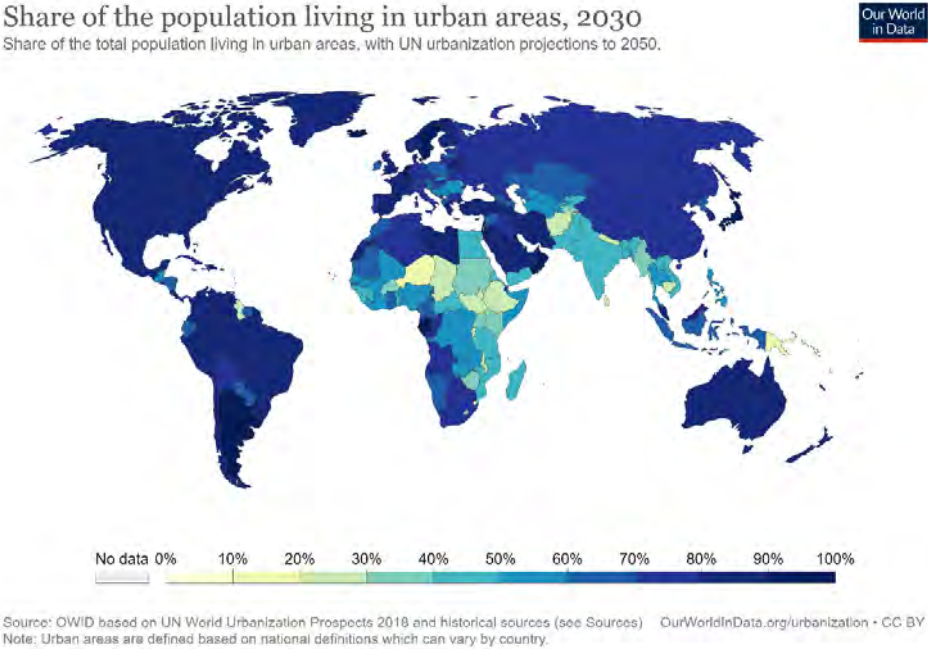 Share of the population living in urban areas, 2030
Share of the total population living in urban areas, with UN urbanization projections to 2050.
Our World
in Data
No data 0% 10% 20% 30% 40% 50% 60% 70% 80% 90% 100%
Source: OWID based on UN World Urbanization Prospects 2018 and historical sources (see Sources) OurWorldInData.org/urbanization • CC BY
Note: Urban areas are defined based on national definitions which can vary by country.